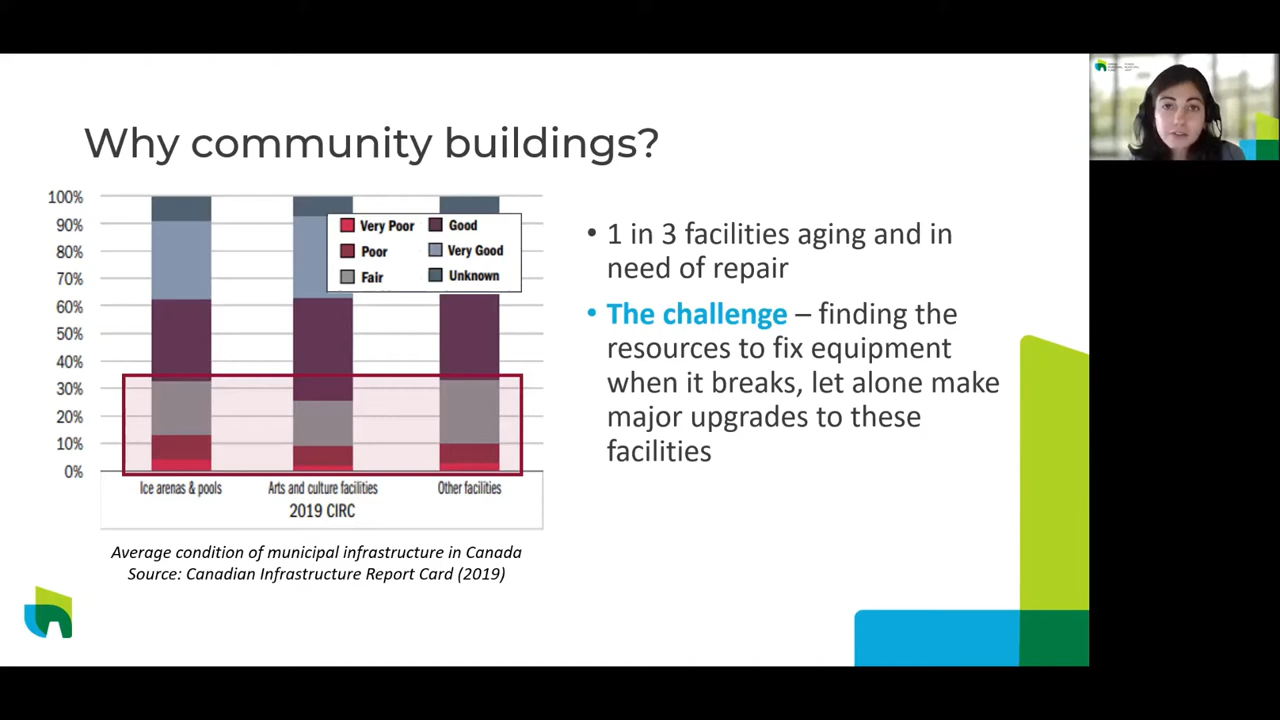 Why community buildings?
100%
90%
80%
70%
60%
50%
40%
30%
20%
10%
0%
Very Poor
Good
Poor
Very Good
Fair
Unknown
Ice arenas & pools
Arts and culture facilities
Other facilities
2019 CIRC
Average condition of municipal infrastructure in Canada
Source: Canadian Infrastructure Report Card (2019)
• 1 in 3 facilities aging and in
need of repair
• The challenge – finding the
resources to fix equipment
when it breaks, let alone make
major upgrades to these
facilities